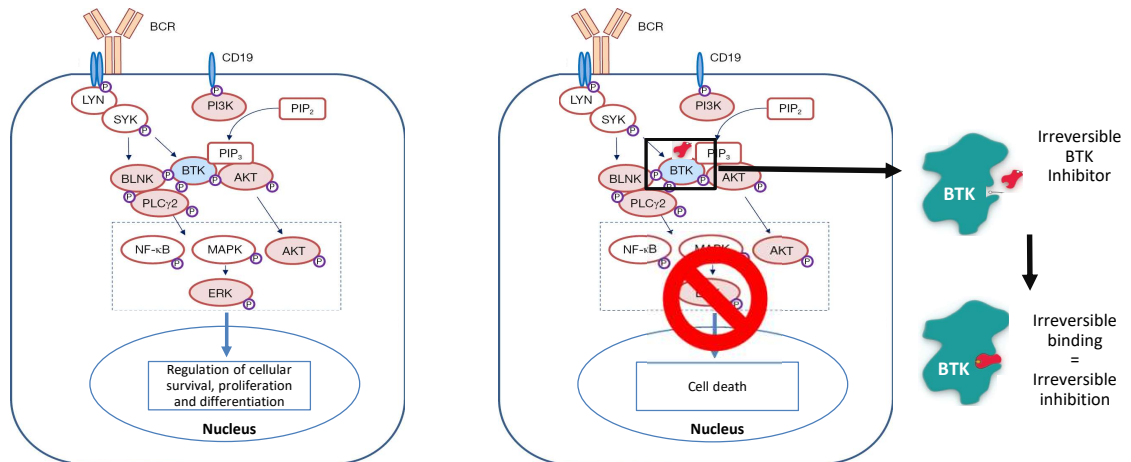 BCR
CD19
P
LYN
P
PI3K
PIP2
SYK
P
PIP3
BTK
BLNK
P
AKT
P
P
P
P
P
PLCγ2
P
NF-κB
MAPK
AKT
P
P
P
ERK
P
Regulation of cellular
survival, proliferation
and differentiation
Nucleus
BCR
CD19
P
LYN
P
PI3K
PIP2
SYK
P
PIP3
BTK
BLNK
P
AKT
P
P
P
P
P
PLCγ2
P
NF-κB
MAPK
AKT
P
P
P
P
Cell death
Nucleus
Irreversible
BTK
Inhibitor
BTK
Irreversible
binding
=
Irreversible
inhibition
BTK